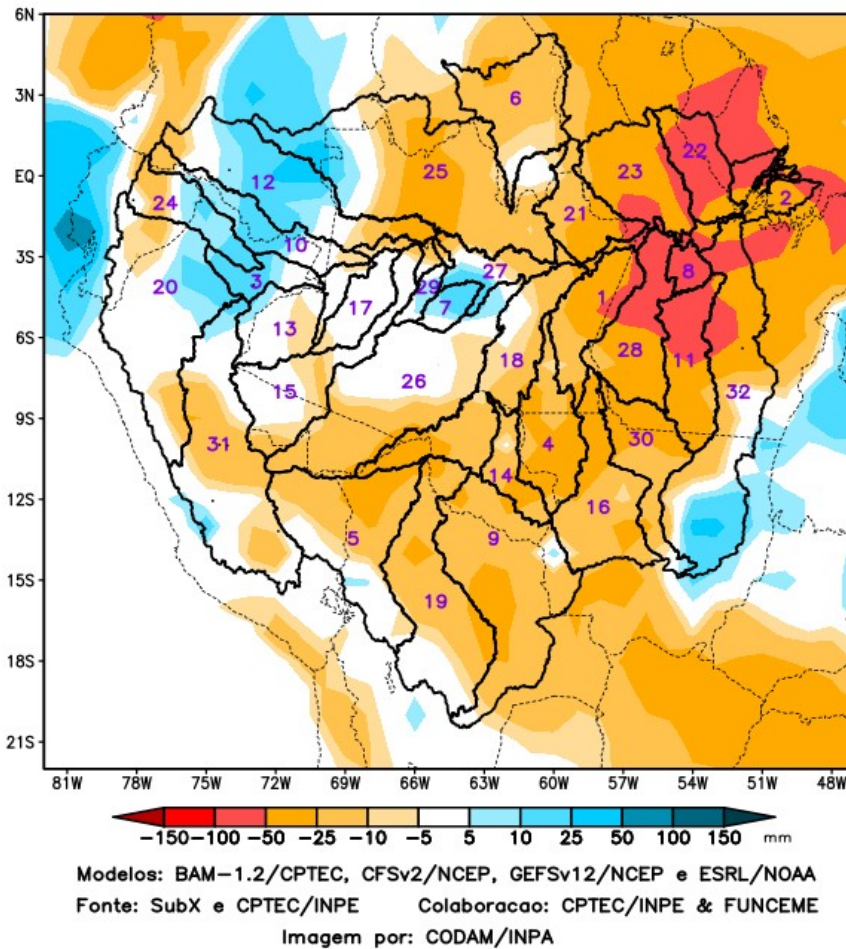 6N
3N
EQ
3S
6S
9S
12S
15S
18S
21S
6
12
25
23
22
24
21
2
10
27
8
20
3
29
7
1
17
13
18
28
11
15
26
32
31
4
30
14
16
5
9
19
81W 78W 75W 72W 69W 66W 63W 60W 57W 54W 51W 48W
−150 −100 −50 −25 −10 −5 5 10 25 50 100 150 mm
Modelos: BAM−1.2/CPTEC, CFSv2/NCEP, GEFSv12/NCEP e ESRL/NOAA
Fonte: SubX e CPTEC/INPE Colaboracao: CPTEC/INPE & FUNCEME
Imagem por: CODAM/INPA